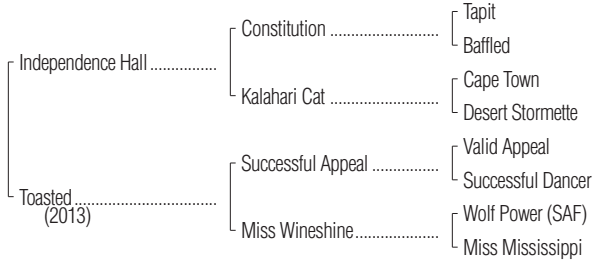 Tapit
Constitution
Baffled
Independence Hall
Cape Town
Kalahari Cat
Desert Stormette
Valid Appeal
Successful Appeal
Successful Dancer
Toasted
(2013)
Wolf Power (SAF)
Miss Wineshine
Miss Mississippi